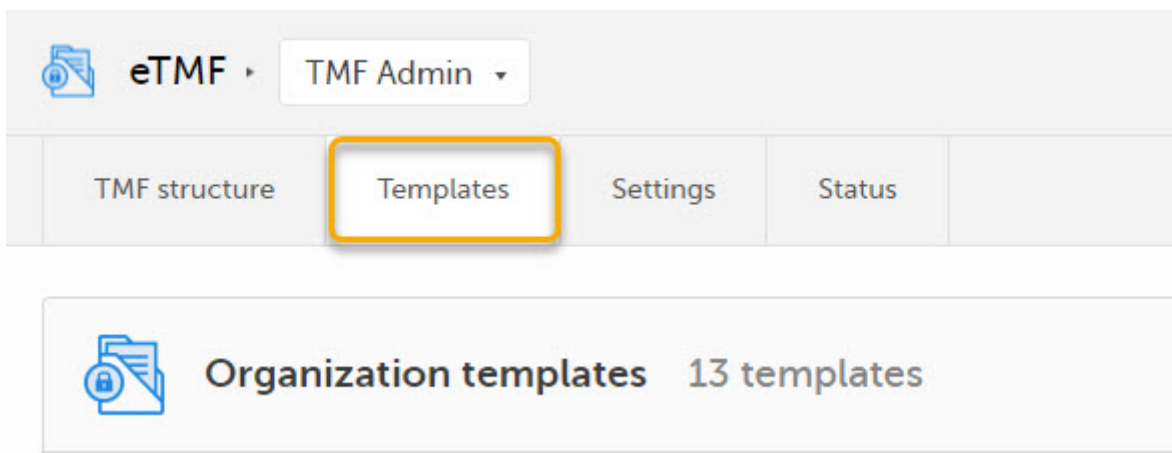 eTMF TMF Admin
TMF structure Templates Settings Status
Organization templates 13 templates